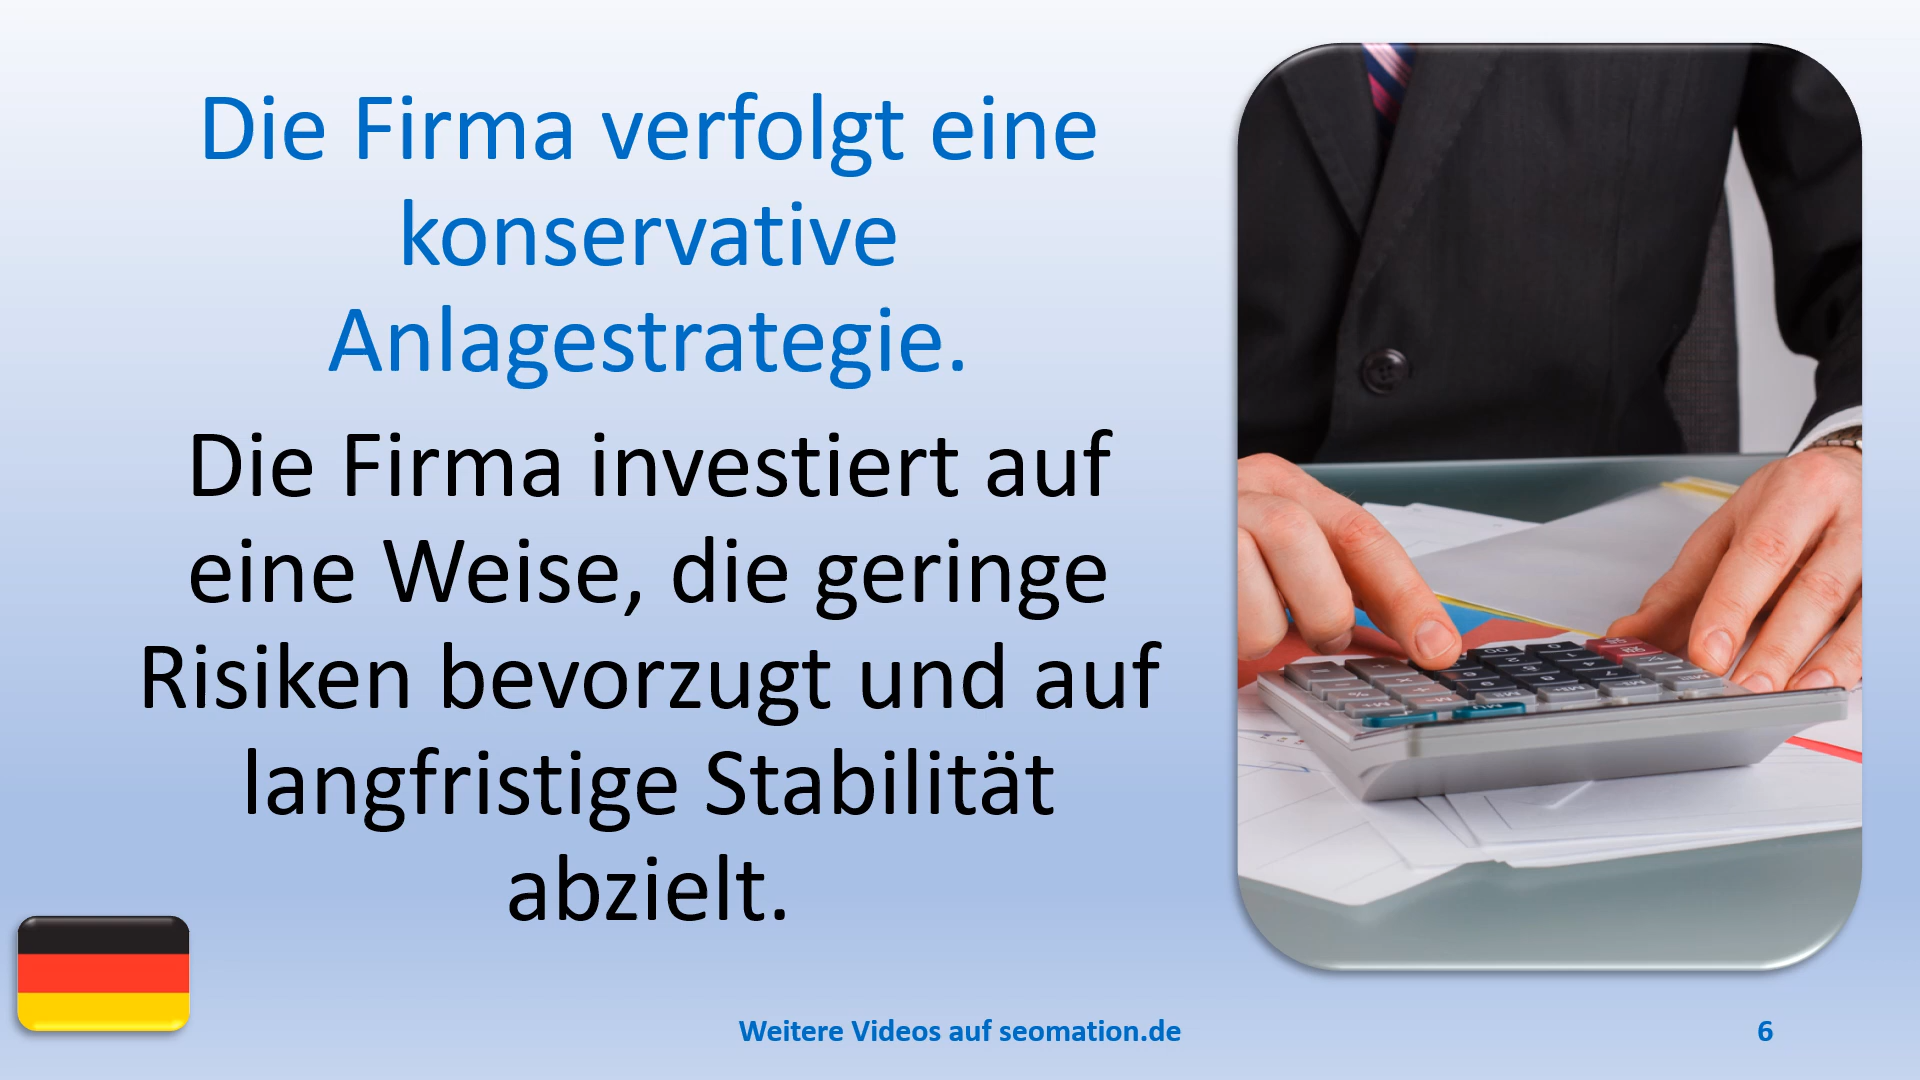 Die Firma verfolgt eine
konservative
Anlagestrategie.
Die Firma investiert auf
eine Weise, die geringe
Risiken bevorzugt und auf
langfristige Stabilität
abzielt.
Weitere Videos auf seomation.de
6